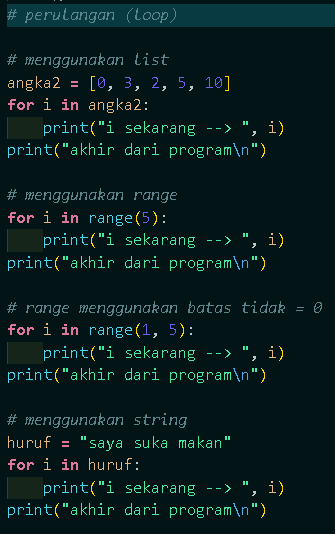 # perulangan (loop)
# menggunakan list
angka2 = [0, 3, 2, 5, 10]
for i in angka2:
    print("i sekarang --> ", i)
print("akhir dari program\n")
# menggunakan range
for i in range(5):
    print("i sekarang --> ", i)
print("akhir dari program\n")
# range menggunakan batas tidak = 0
for i in range(1, 5):
    print("i sekarang --> ", i)
print("akhir dari program\n")
# menggunakan string
huruf = "saya suka makan"
for i in huruf:
    print("i sekarang --> ", i)
print("akhir dari program\n")